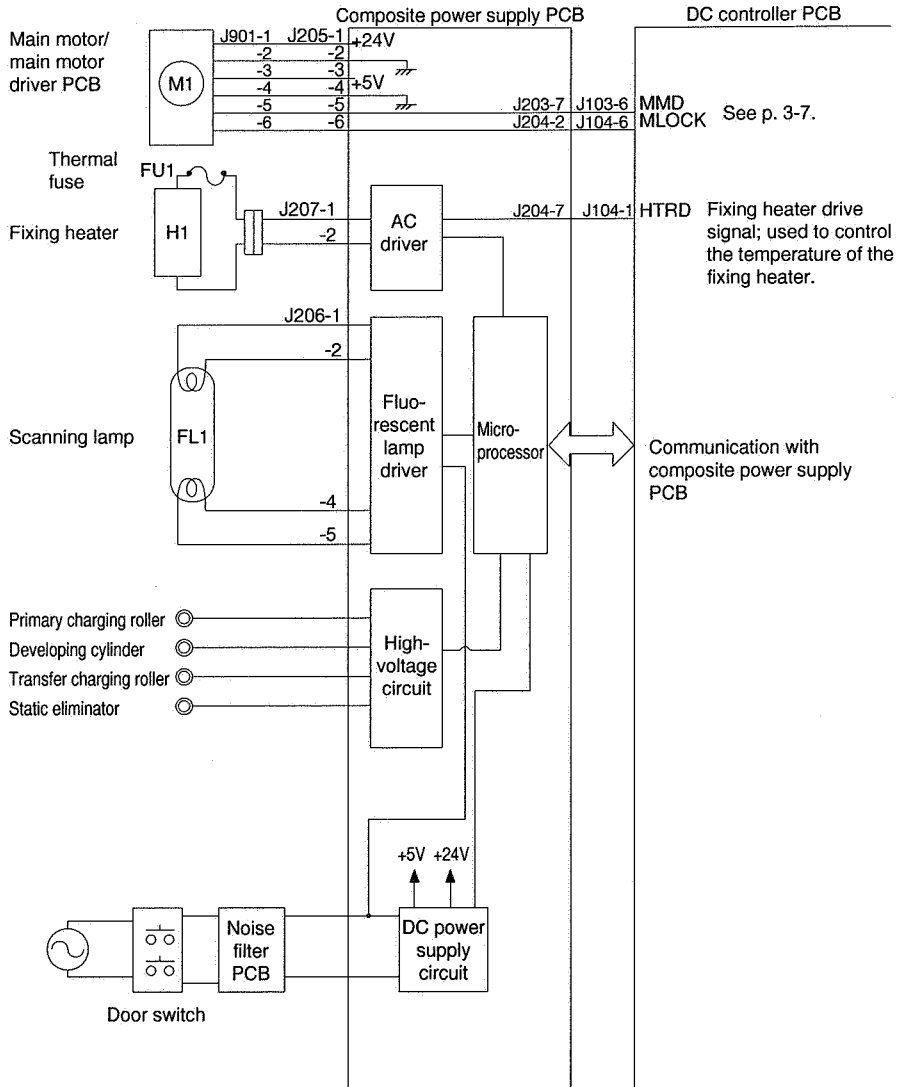 Composite power supply PCB
DC controller PCB
Main motor/
main motor
driver PCB
M1
J901-1 J205-1 +24V
-2 -2
-3 -3
-4 -4 +5V
-5 -5
-6 -6
J203-7 J103-6 MMD
J204-2 J104-6 MLOCK
See p. 3-7.
Thermal
fuse
FU1
Fixing heater
H1
J207-1
-2
AC
driver
J204-7 J104-1 HTRD
Fixing heater drive
signal; used to control
the temperature of the
fixing heater.
J206-1
-2
Scanning lamp
FL1
-4
-5
Fluo-
rescent
lamp
driver
Micro-
processor
Communication with
composite power supply
PCB
Primary charging roller
Developing cylinder
Transfer charging roller
Static eliminator
High-
voltage
circuit
+5V +24V
Noise
filter
PCB
DC power
supply
circuit
Door switch